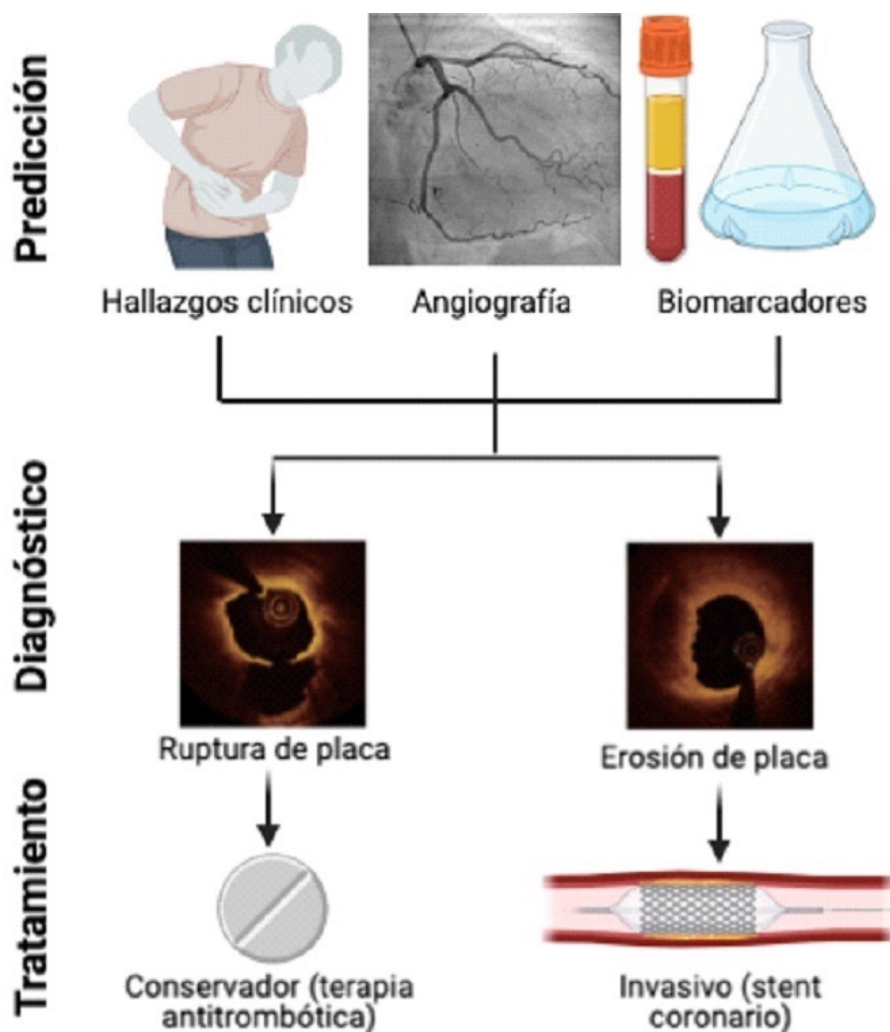 Predicción
Hallazgos clínicos
Angiografía
Biomarcadores
Diagnóstico
Ruptura de placa
Erosión de placa
Tratamiento
Conservador (terapia
antitrombótica)
Invasivo (stent
coronario)